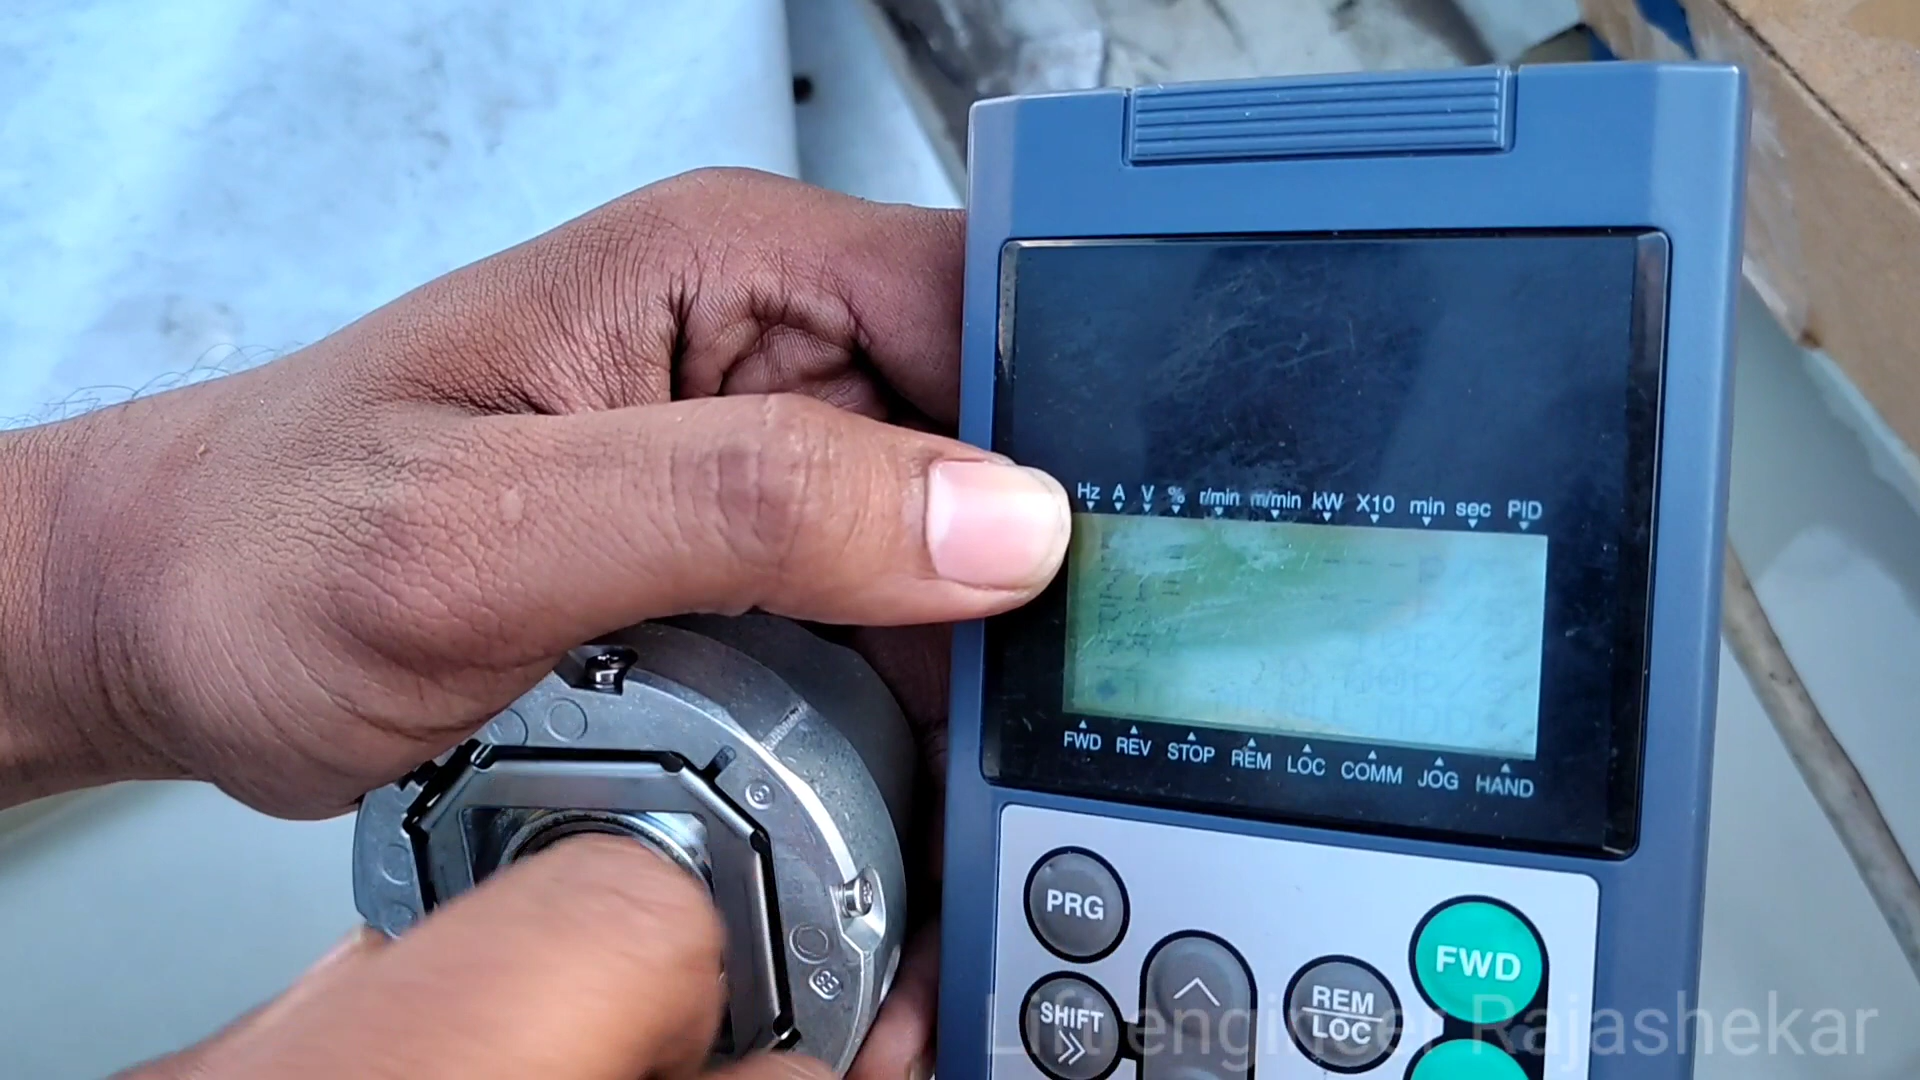 Hz A V % r/min m/min kW X10 min sec PID
FWD REV STOP REM LOC COMM JOG HAND
PRG
FWD
SHIFT
REM
LOC
Lift engineer Rajashekar